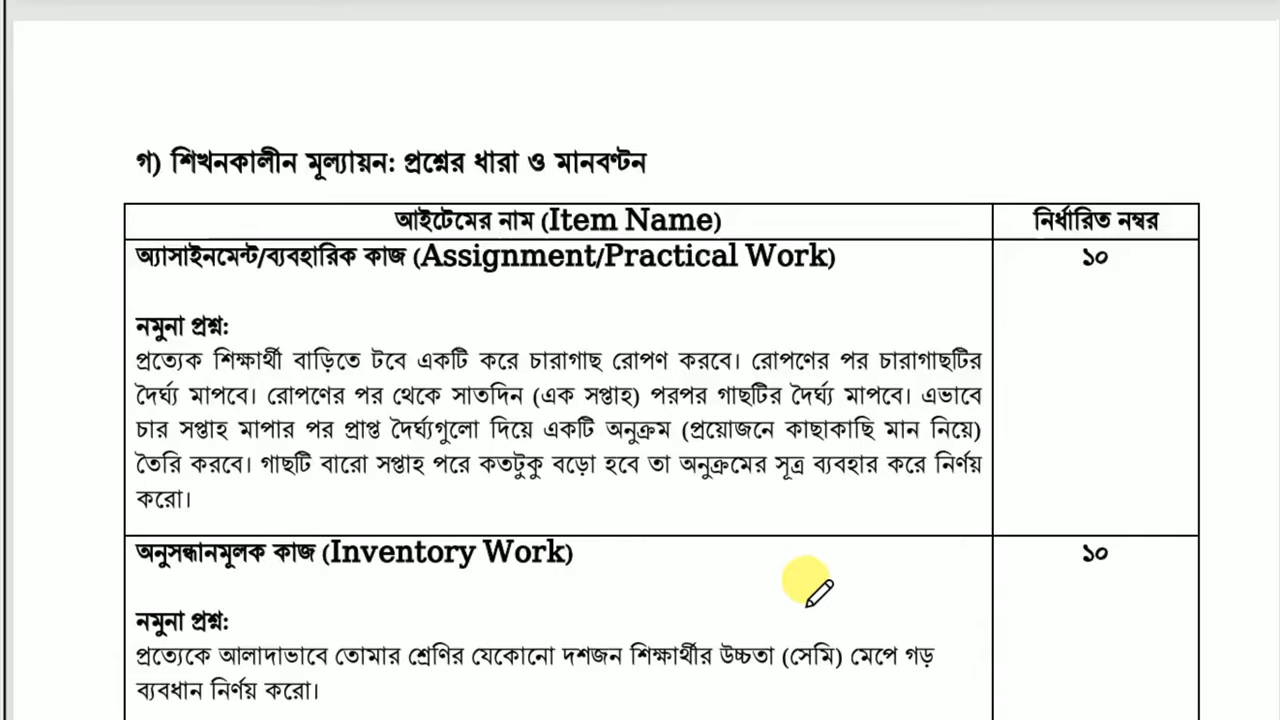 গ) শিখনকালীন মূল্যায়ন: প্রশ্নের ধারা ও মানবণ্টন
আইটেমের নাম (Item Name) নির্ধারিত নম্বর
অ্যাসাইনমেন্ট/ব্যবহারিক কাজ (Assignment/Practical Work) ১০
নমুনা প্রশ্ন:
প্রত্যেক শিক্ষার্থী বাড়িতে টবে একটি করে চারাগাছ রোপণ করবে। রোপণের পর চারাগাছটির
দৈর্ঘ্য মাপবে। রোপণের পর থেকে সাতদিন (এক সপ্তাহ) পরপর গাছটির দৈর্ঘ্য মাপবে। এভাবে
চার সপ্তাহ মাপার পর প্রাপ্ত দৈর্ঘ্যগুলো দিয়ে একটি অনুক্রম (প্রয়োজনে কাছাকাছি মান নিয়ে)
তৈরি করবে। গাছটি বারো সপ্তাহ পরে কতটুকু বড়ো হবে তা অনুক্রমের সূত্র ব্যবহার করে নির্ণয়
করো।
অনুসন্ধানমূলক কাজ (Inventory Work) ১০
নমুনা প্রশ্ন:
প্রত্যেকে আলাদাভাবে তোমার শ্রেণির যেকোনো দশজন শিক্ষার্থীর উচ্চতা (সেমি) মেপে গড়
ব্যবধান নির্ণয় করো।